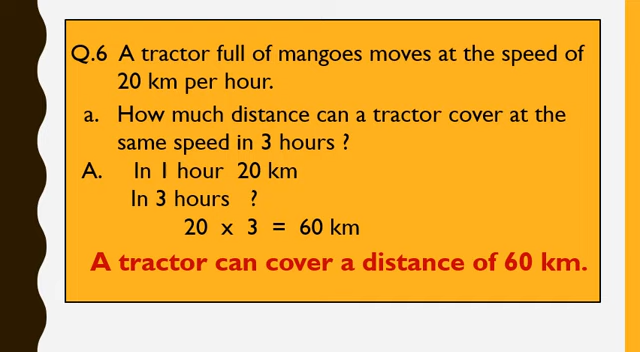 Q.6 A tractor full of mangoes moves at the speed of
20 km per hour.
a. How much distance can a tractor cover at the
same speed in 3 hours ?
A. In 1 hour 20 km
In 3 hours ?
20 x 3 = 60 km
A tractor can cover a distance of 60 km.